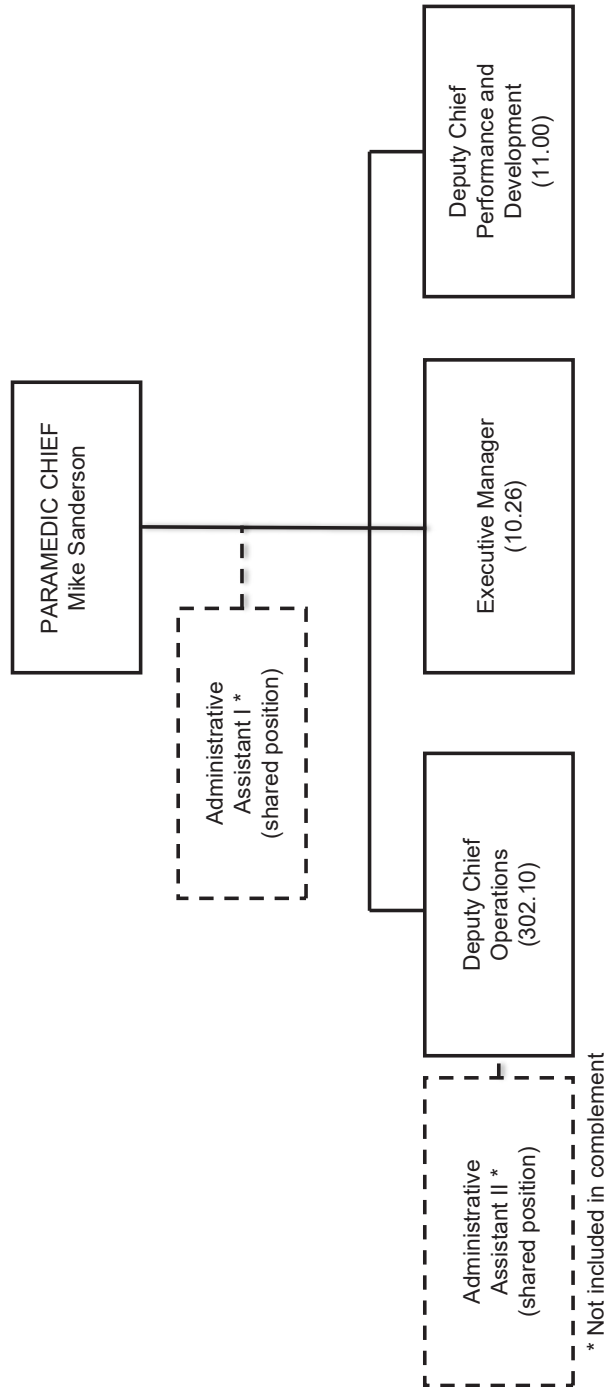 PARAMEDIC CHIEF
Mike Sanderson
Administrative
Assistant I *
(shared position)
Administrative
Assistant II *
(shared position)
Deputy Chief
Operations
(302.10)
Executive Manager
(10.26)
Deputy Chief
Performance and
Development
(11.00)
* Not included in complement